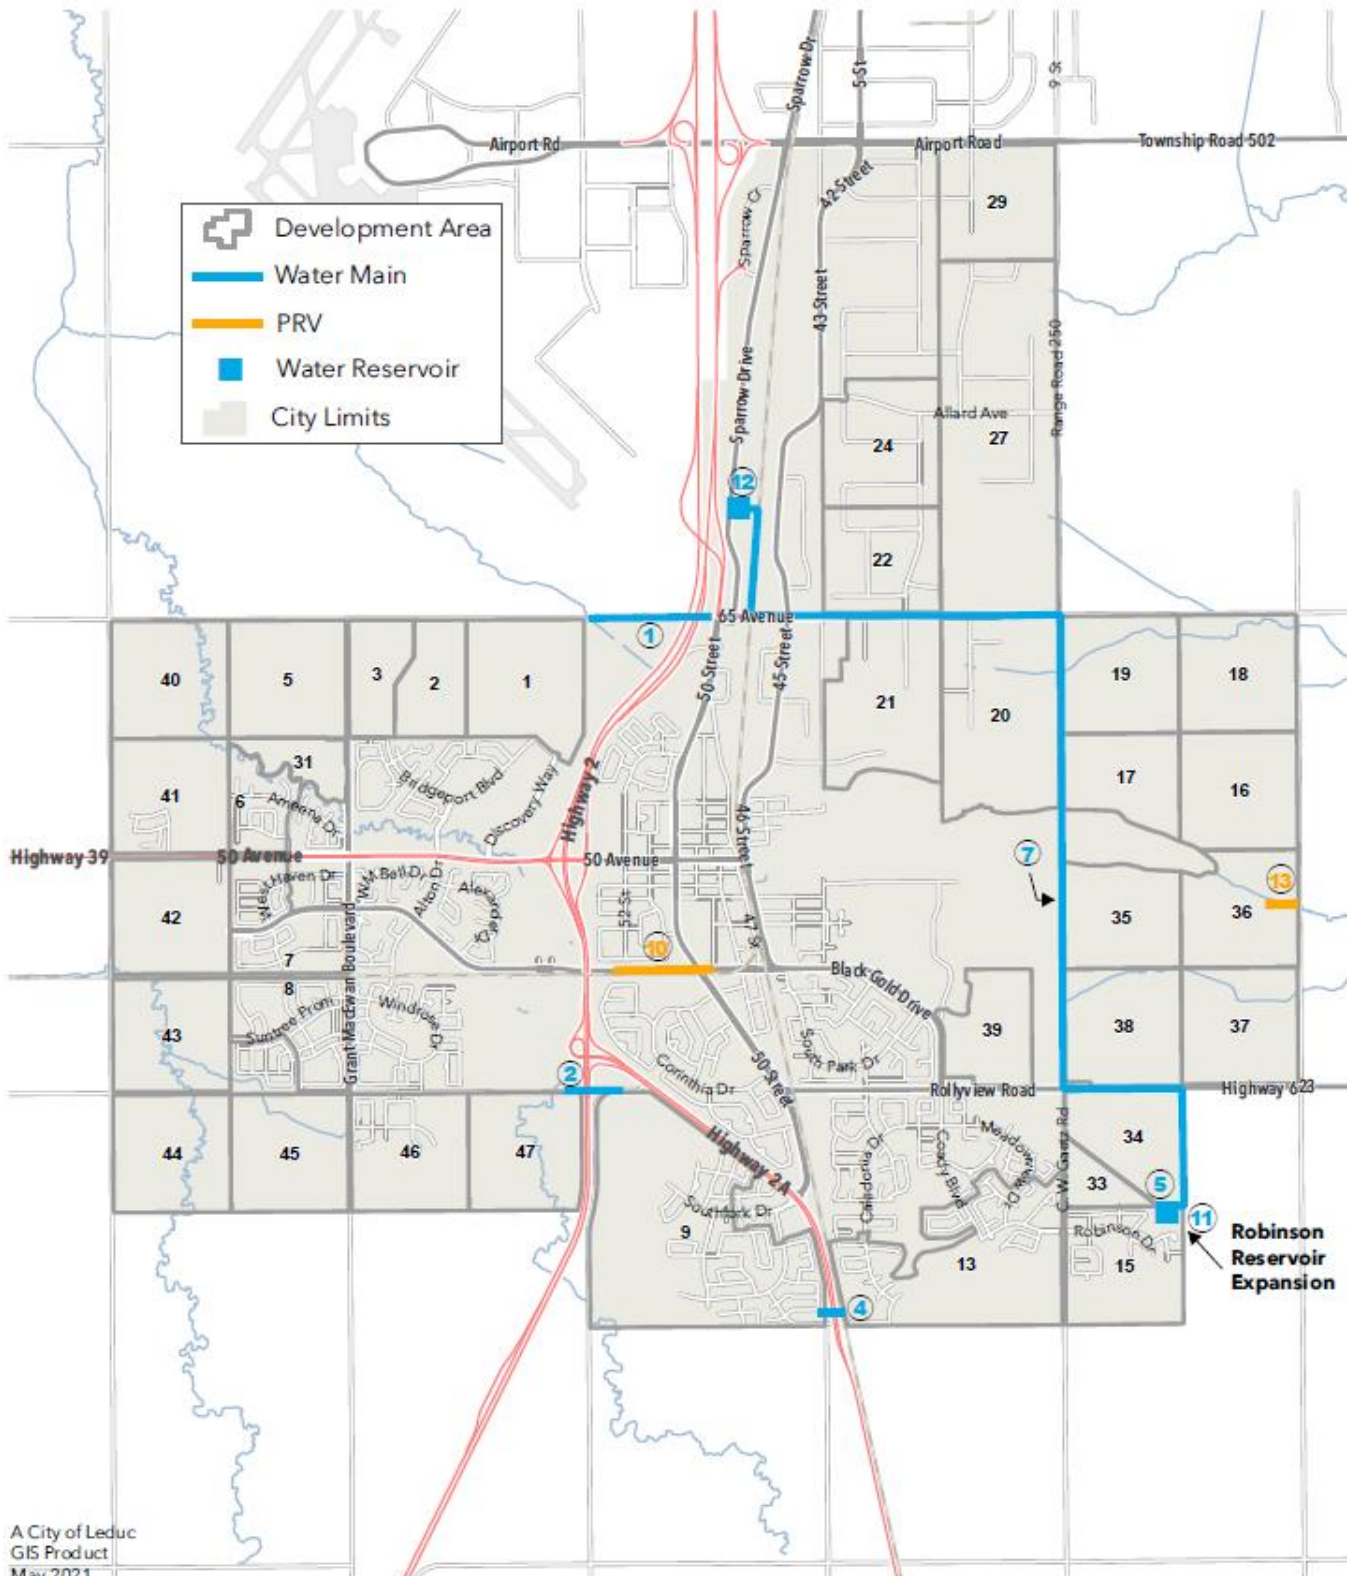 Sparrow Dr
5 St
9 St
Airport Rd
Airport Road
Township Road 502
42 Street
29
Sparrow Cr
Development Area
Water Main
PRV
Water Reservoir
City Limits
43 Street
Sparrow Drive
Range Road 250
Allard Ave
24
27
12
22
65 Avenue
1
50 Street
45 Street
40
5
3
2
1
21
20
19
18
31
Bridgeport Blvd
Discovery Way
Highway 2
17
16
41
6
Ameena Dr
46 Street
Highway 39
50 Avenue
50 Avenue
7
13
West Haven Dr
W.M Bell Dr
Alton Dr
Alexander Dr
52 St
47 St
42
35
36
7
10
Black Gold Drive
8
Grant MacEwan Boulevard
Suntree Prom
Windrose Dr
43
39
38
37
South Park Dr
2
Corinthia Dr
50 Street
Rollyview Road
Highway 623
44
45
46
47
Highway 2A
Caledonia Dr
Coady Blvd
Meadowview Dr
C. W. Gaetz Rd
34
33
5
Southfork Dr
9
13
Robinson Dr
15
11
Robinson
Reservoir
Expansion
4
A City of Leduc
GIS Product
May 2021